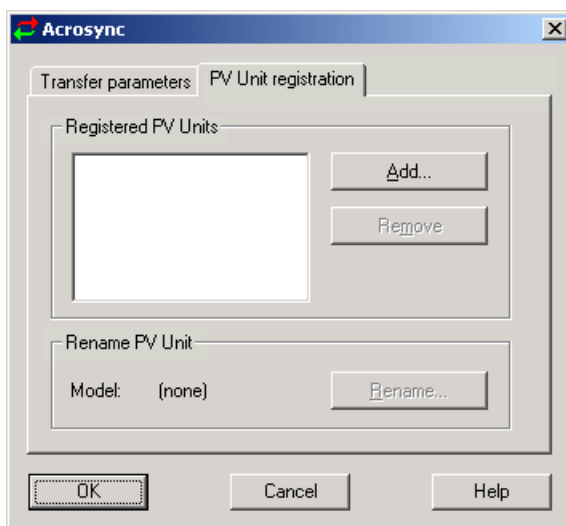 Acrosync
Transfer parameters
PV Unit registration
Registered PV Units
Add...
Remove
Rename PV Unit
Model: (none)
Rename...
OK
Cancel
Help